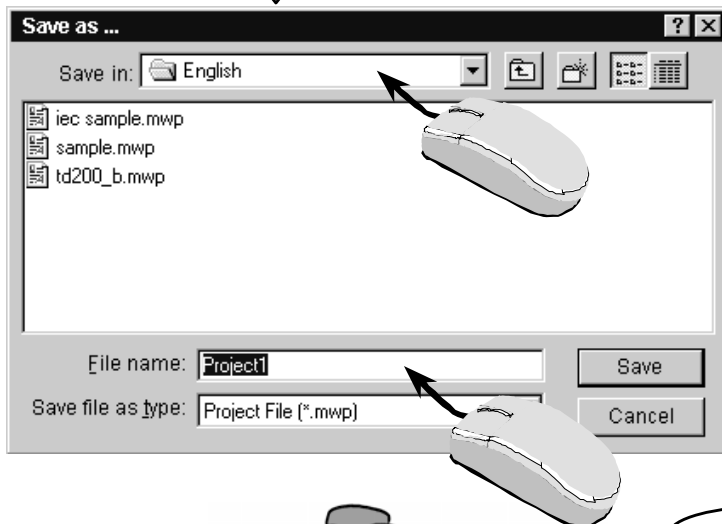 Save as ...
Save in: English
iec sample.mwp
sample.mwp
td200_b.mwp
File name: Project1
Save
Save file as type: Project File (*.mwp)
Cancel